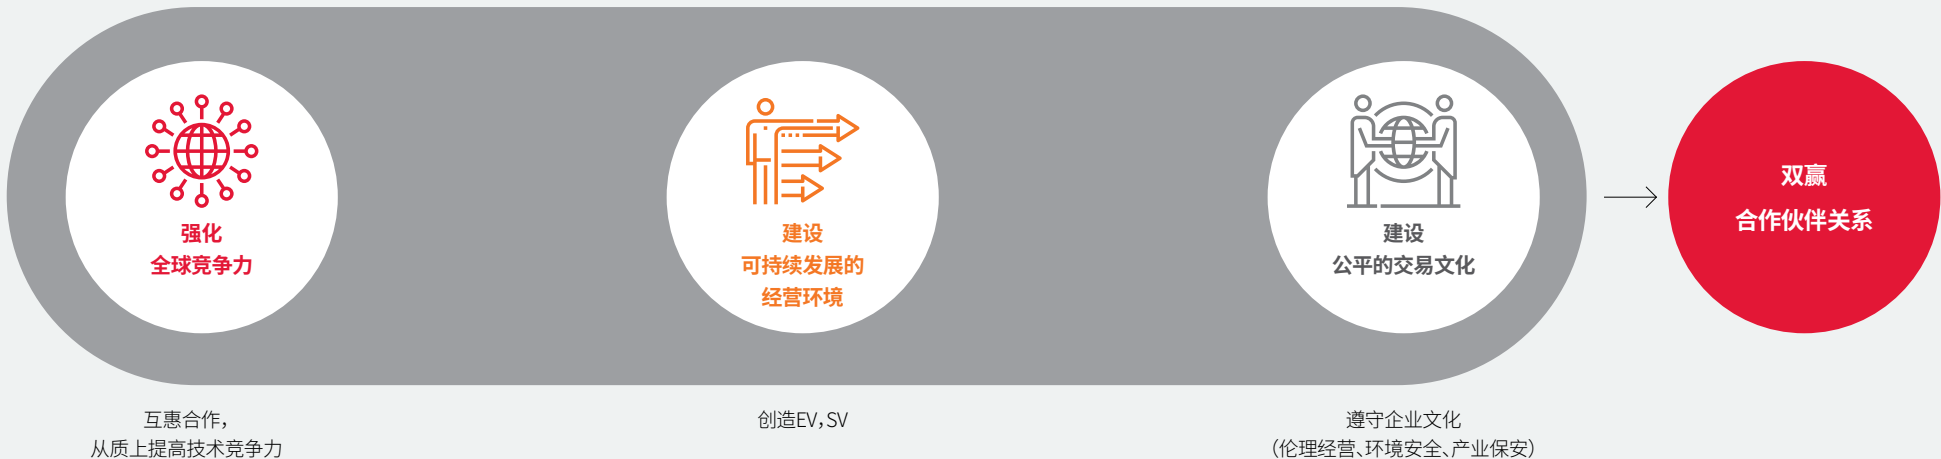 强化
全球竞争力
建设
可持续发展的
经营环境
建设
公平的交易文化
双赢
合作伙伴关系
互惠合作，
从质上提高技术竞争力
创造EV，SV
遵守企业文化
（伦理经营、环境安全、产业保安）